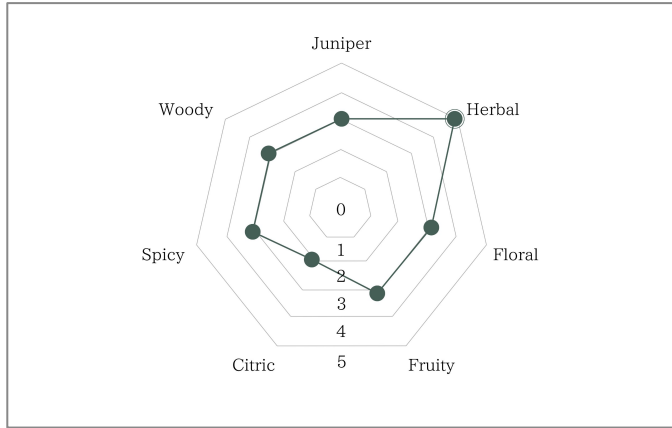 Juniper
Woody
Herbal
0
1
Spicy
Floral
2
3
4
5
Citric
Fruity